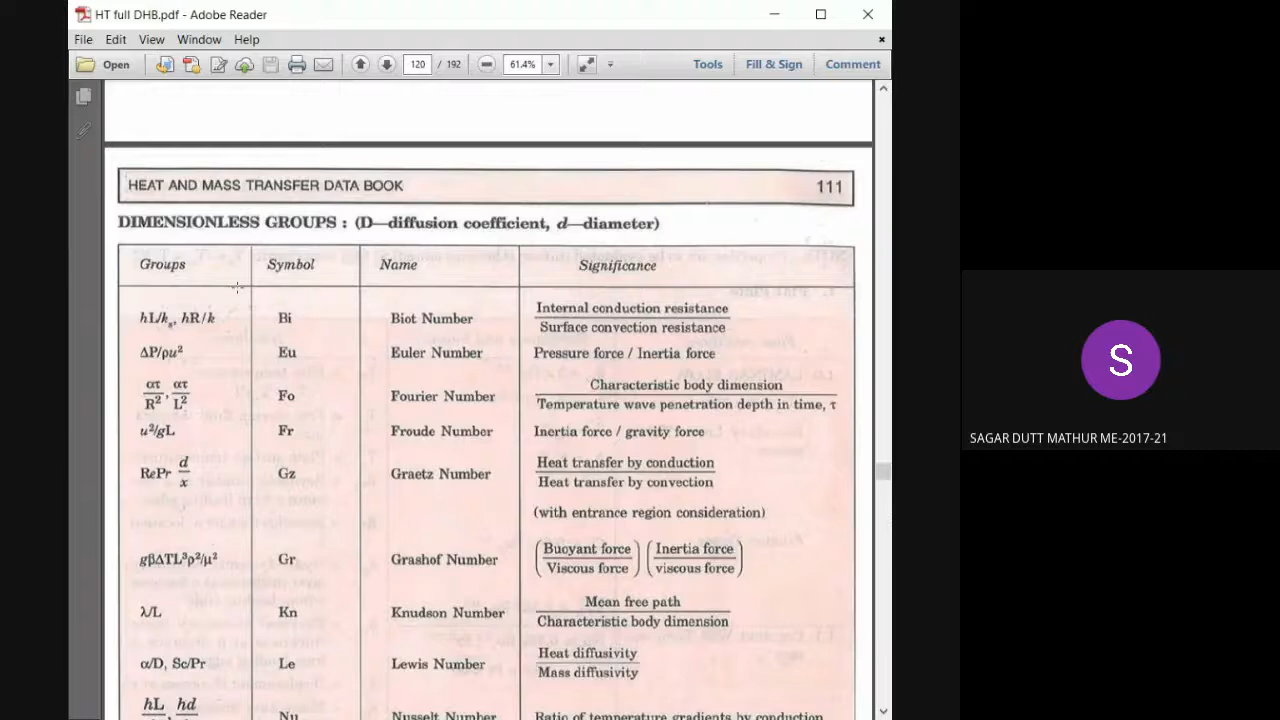 HT full DHB.pdf - Adobe Reader
File Edit View Window Help
Open 120 / 192 61.4% Tools Fill & Sign Comment
HEAT AND MASS TRANSFER DATA BOOK 111
DIMENSIONLESS GROUPS : (D—diffusion coefficient, d—diameter)
Groups Symbol Name Significance
hL/kₛ, hR/k Bi Biot Number Internal conduction resistance / Surface convection resistance
ΔP/ρu² Eu Euler Number Pressure force / Inertia force
ατ/R², ατ/L² Fo Fourier Number Characteristic body dimension / Temperature wave penetration depth in time, τ
u²/gL Fr Froude Number Inertia force / gravity force
RePr d/x Gz Graetz Number Heat transfer by conduction / Heat transfer by convection
(with entrance region consideration)
gβΔTL³ρ²/μ² Gr Grashof Number (Buoyant force / Viscous force) (Inertia force / viscous force)
λ/L Kn Knudson Number Mean free path / Characteristic body dimension
α/D, Sc/Pr Le Lewis Number Heat diffusivity / Mass diffusivity
hL, hd Nu Nusselt Number Ratio of temperature gradients by conduction
S
SAGAR DUTT MATHUR ME-2017-21